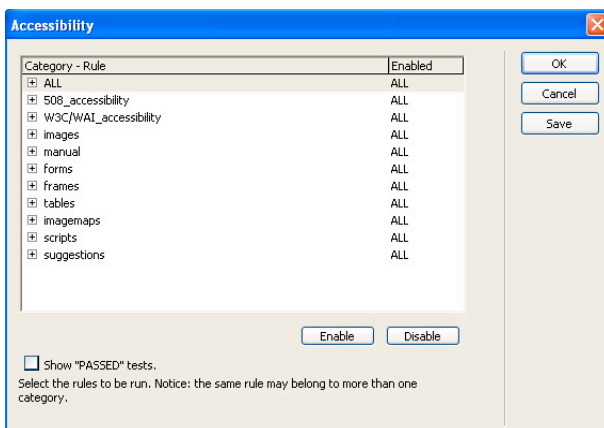 Accessibility
Category - Rule Enabled
ALL ALL
508_accessibility ALL
W3C/WAI_accessibility ALL
images ALL
manual ALL
forms ALL
frames ALL
tables ALL
imagemaps ALL
scripts ALL
suggestions ALL
OK
Cancel
Save
Enable Disable
Show "PASSED" tests.
Select the rules to be run. Notice: the same rule may belong to more than one
category.